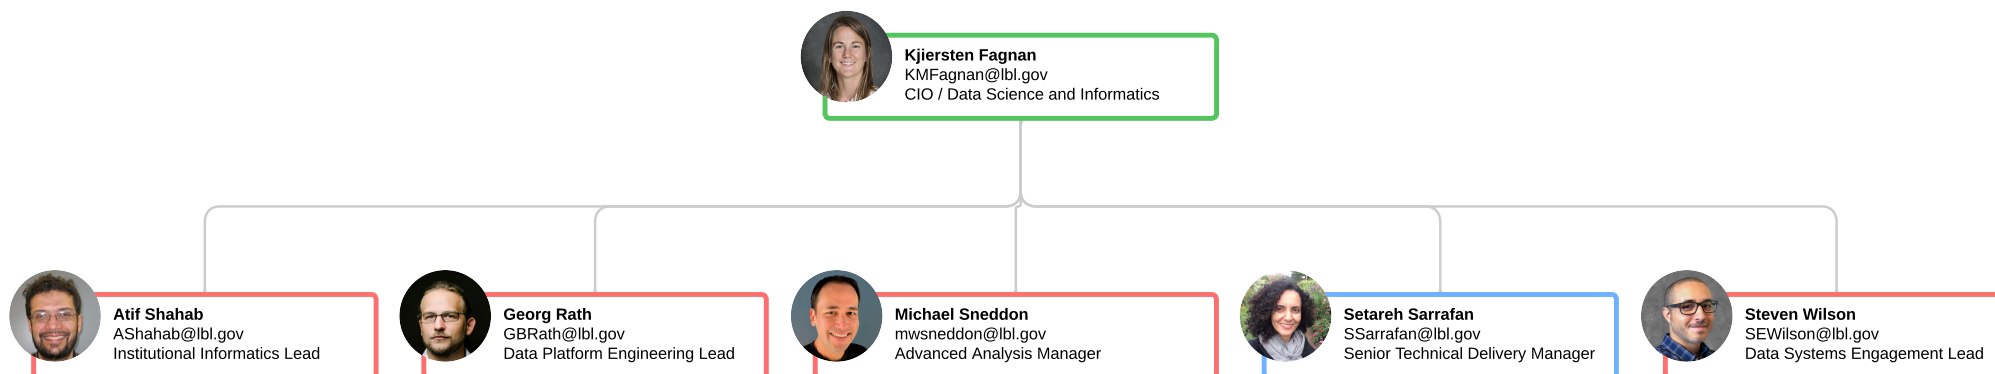 Kjiersten Fagnan
KMFagnan@lbl.gov
CIO / Data Science and Informatics
Atif Shahab
AShahab@lbl.gov
Institutional Informatics Lead
Georg Rath
GBRath@lbl.gov
Data Platform Engineering Lead
Michael Sneddon
mwsneddon@lbl.gov
Advanced Analysis Manager
Setareh Sarrafan
SSarrafan@lbl.gov
Senior Technical Delivery Manager
Steven Wilson
SEWilson@lbl.gov
Data Systems Engagement Lead